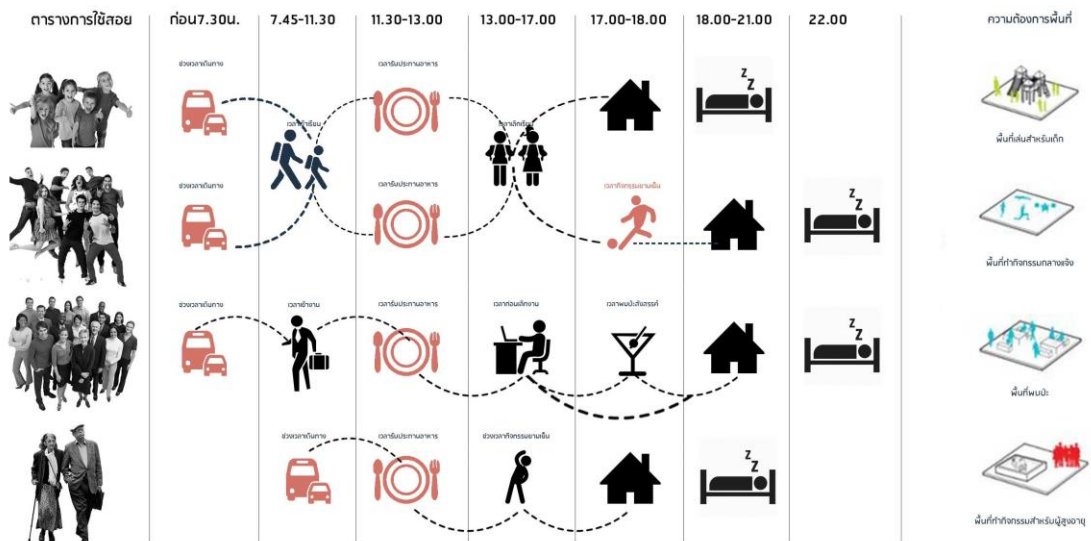 ตารางการใช้สอย ก่อน7.30น. 7.45-11.30 11.30-13.00 13.00-17.00 17.00-18.00 18.00-21.00 22.00 ความต้องการพื้นที่
ช่วงเวลาเดินทาง เวลารับประทานอาหาร
เวลาเข้าเรียน เวลาเลิกเรียน
พื้นที่เล่นสำหรับเด็ก
ช่วงเวลาเดินทาง เวลารับประทานอาหาร เวลากิจกรรมยามเย็น
พื้นที่ทำกิจกรรมกลางแจ้ง
ช่วงเวลาเดินทาง เวลาเข้างาน เวลารับประทานอาหาร เวลาก่อนเลิกงาน เวลาพบปะสังสรรค์
พื้นที่พบปะ
ช่วงเวลาเดินทาง เวลารับประทานอาหาร ช่วงเวลากิจกรรมยามเย็น
พื้นที่ทำกิจกรรมสำหรับผู้สูงอายุ